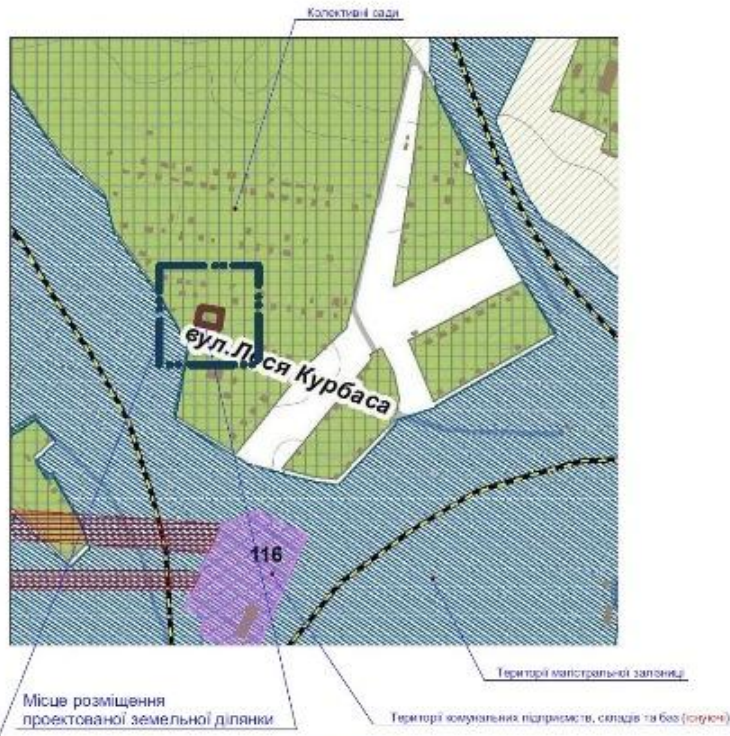 Колективні сади
вул.Леся Курбаса
116
Території магістральної залізниці
Місце розміщення
проектованої земельної ділянки
Території комунальних підприємств, складів та баз (існуючі)